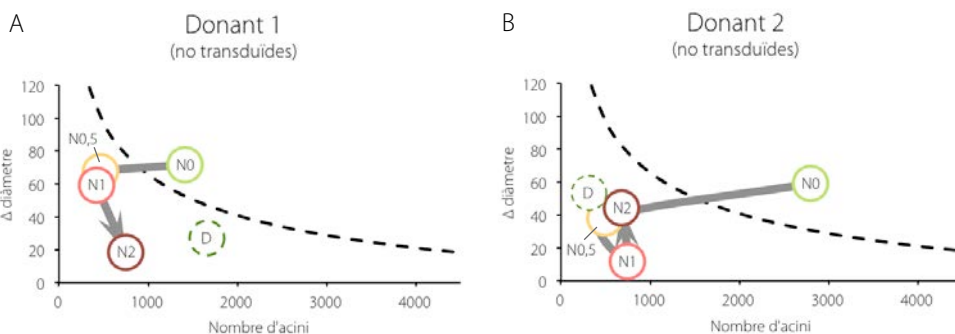 A
Donant 1
(no transduïdes)
120
100
80
60
40
20
0
Δ diàmetre
N0,5
N0
N1
N2
D
0
1000
2000
3000
4000
Nombre d'acini
B
Donant 2
(no transduïdes)
120
100
80
60
40
20
0
Δ diàmetre
D
N2
N0
N0,5
N1
0
1000
2000
3000
4000
Nombre d'acini